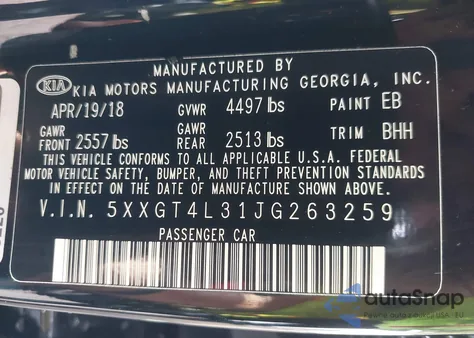 MANUFACTURED BY
KIA KIA MOTORS MANUFACTURING GEORGIA, INC.
APR/19/18 GVWR 4497 lbs PAINT EB
GAWR GAWR
FRONT 2557 lbs REAR 2513 lbs TRIM BHH
THIS VEHICLE CONFORMS TO ALL APPLICABLE U.S.A. FEDERAL
MOTOR VEHICLE SAFETY, BUMPER, AND THEFT PREVENTION STANDARDS
IN EFFECT ON THE DATE OF MANUFACTURE SHOWN ABOVE.
V.I.N. 5XXGT4L31JG263259
PASSENGER CAR
autoSnap